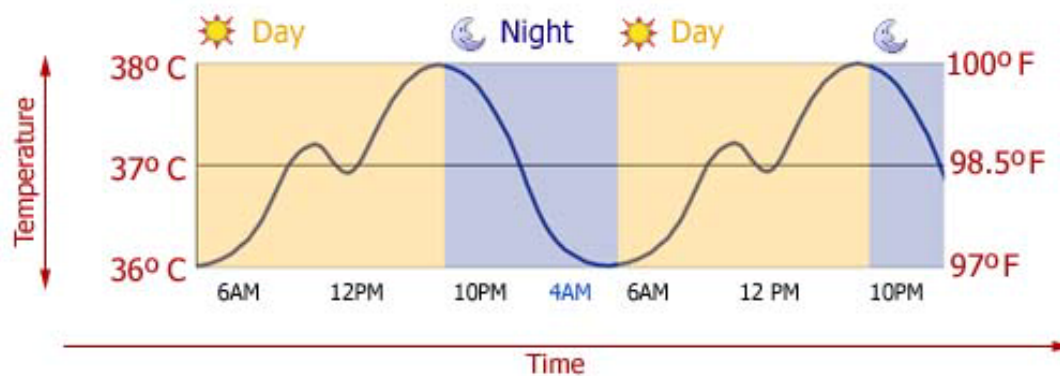 Day Night Day
38º C 100º F
37º C 98.5ºF
36º C 97º F
Temperature
6AM 12PM 10PM 4AM 6AM 12 PM 10PM
Time